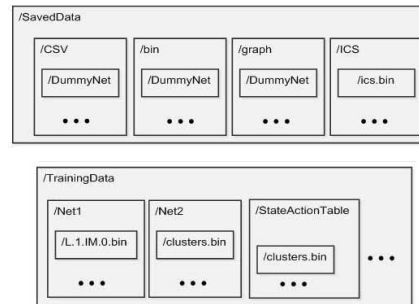 /SavedData
/CSV
/DummyNet
• • •
/bin
/DummyNet
• • •
/graph
/DummyNet
• • •
/ICS
/ics.bin
• • •
/TrainingData
/Net1
/L.1.IM.0.bin
• • •
/Net2
/clusters.bin
• • •
/StateActionTable
/clusters.bin
• • •
• • •